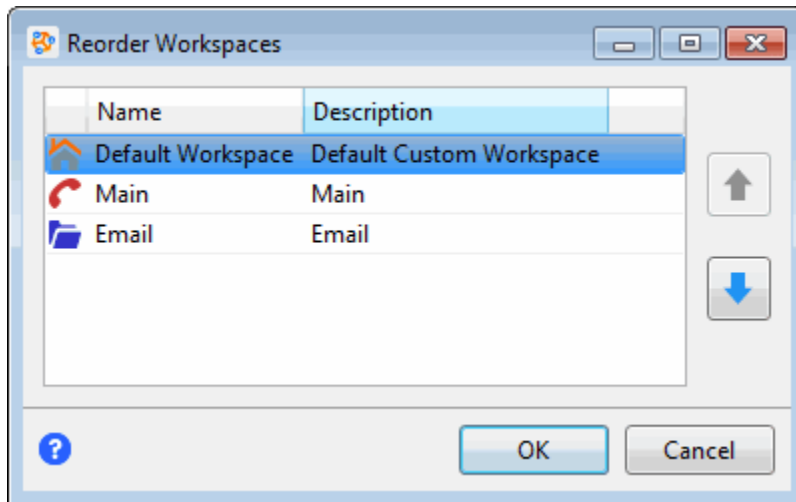 Reorder Workspaces
Name Description
Default Workspace Default Custom Workspace
Main Main
Email Email
? OK Cancel